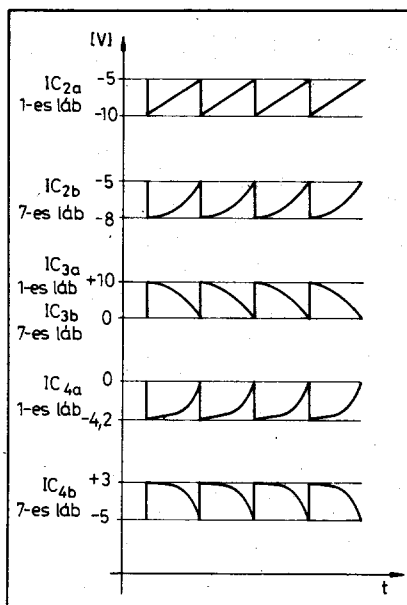 [V]
IC2a
1-es láb
-5
-10
IC2b
7-es láb
-5
-8
IC3a
1-es láb
IC3b
7-es láb
+10
0
IC4a
1-es láb
0
-4,2
IC4b
7-es láb
+3
-5
t